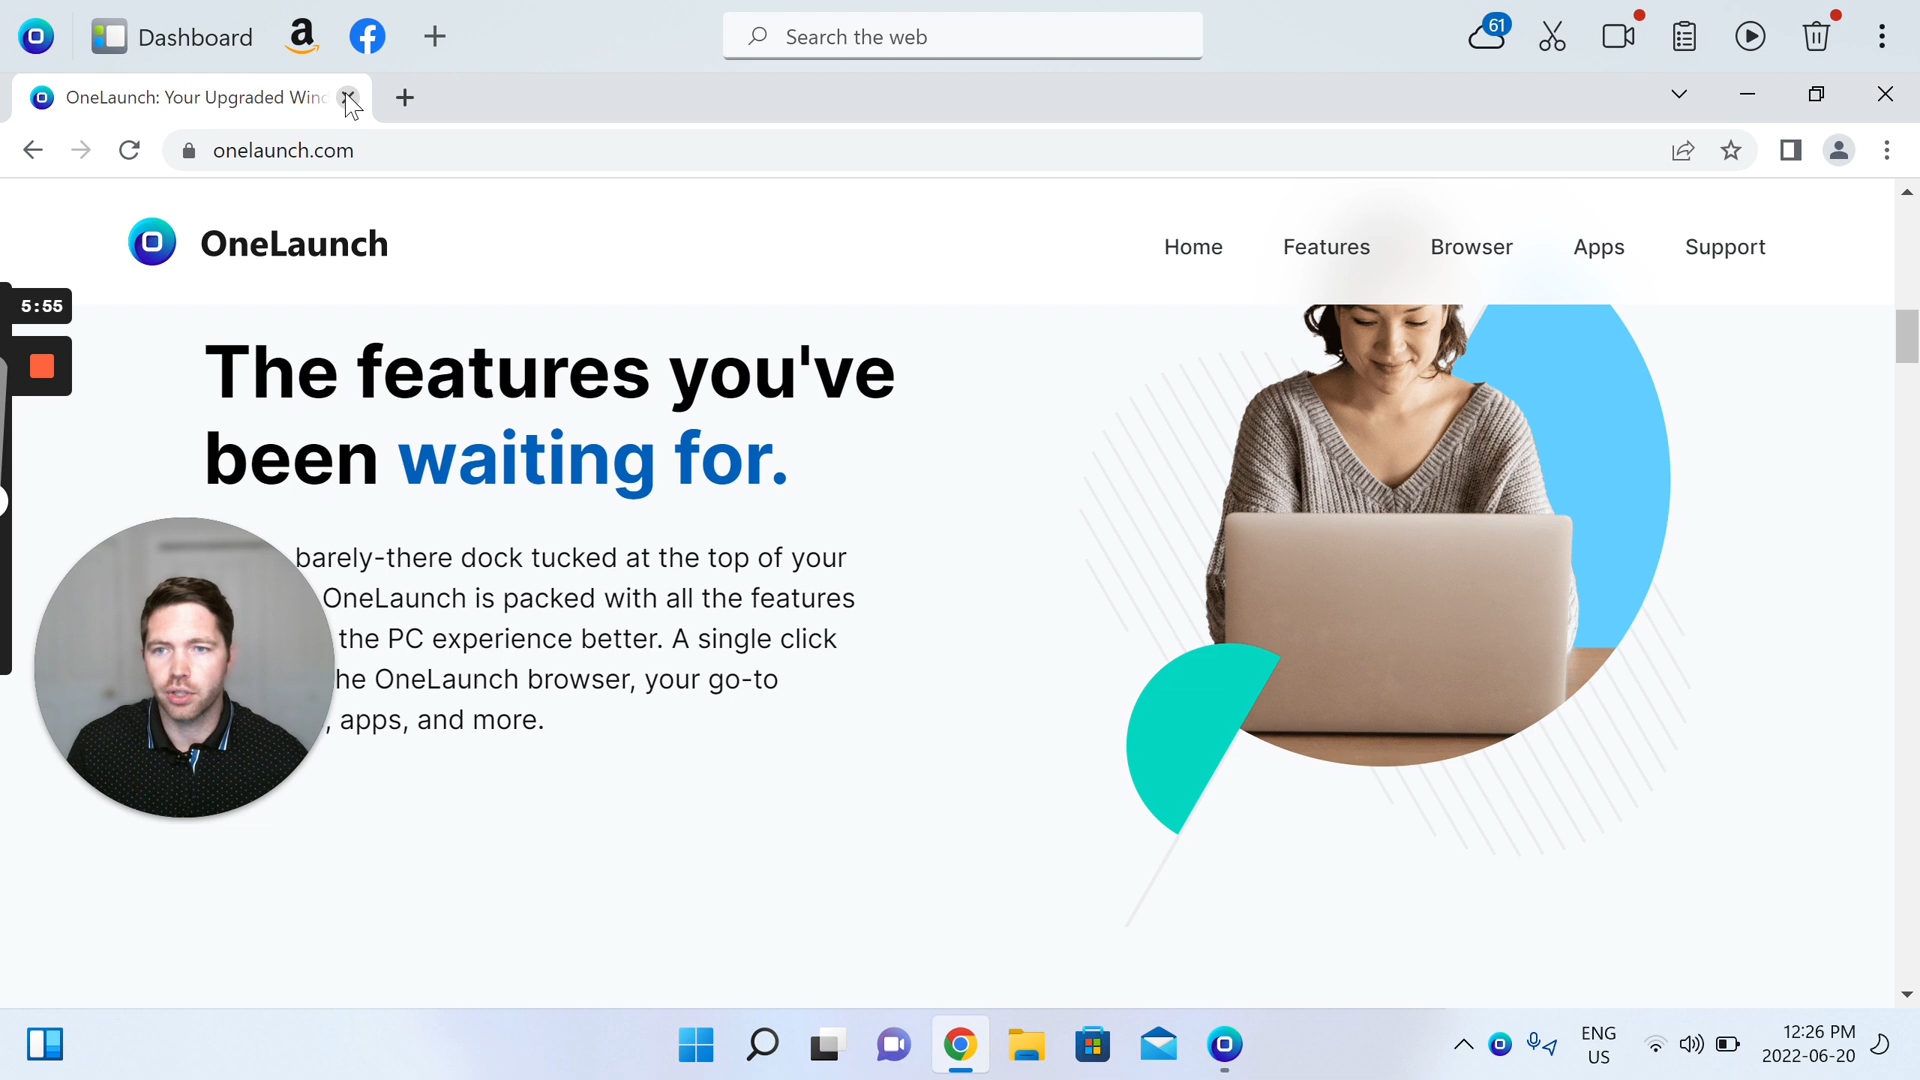 Dashboard
Search the web
61
OneLaunch: Your Upgraded Wind
onelaunch.com
OneLaunch
Home
Features
Browser
Apps
Support
5:55
The features you've
been waiting for.
barely-there dock tucked at the top of your
OneLaunch is packed with all the features
the PC experience better. A single click
he OneLaunch browser, your go-to
, apps, and more.
ENG
US
12:26 PM
2022-06-20